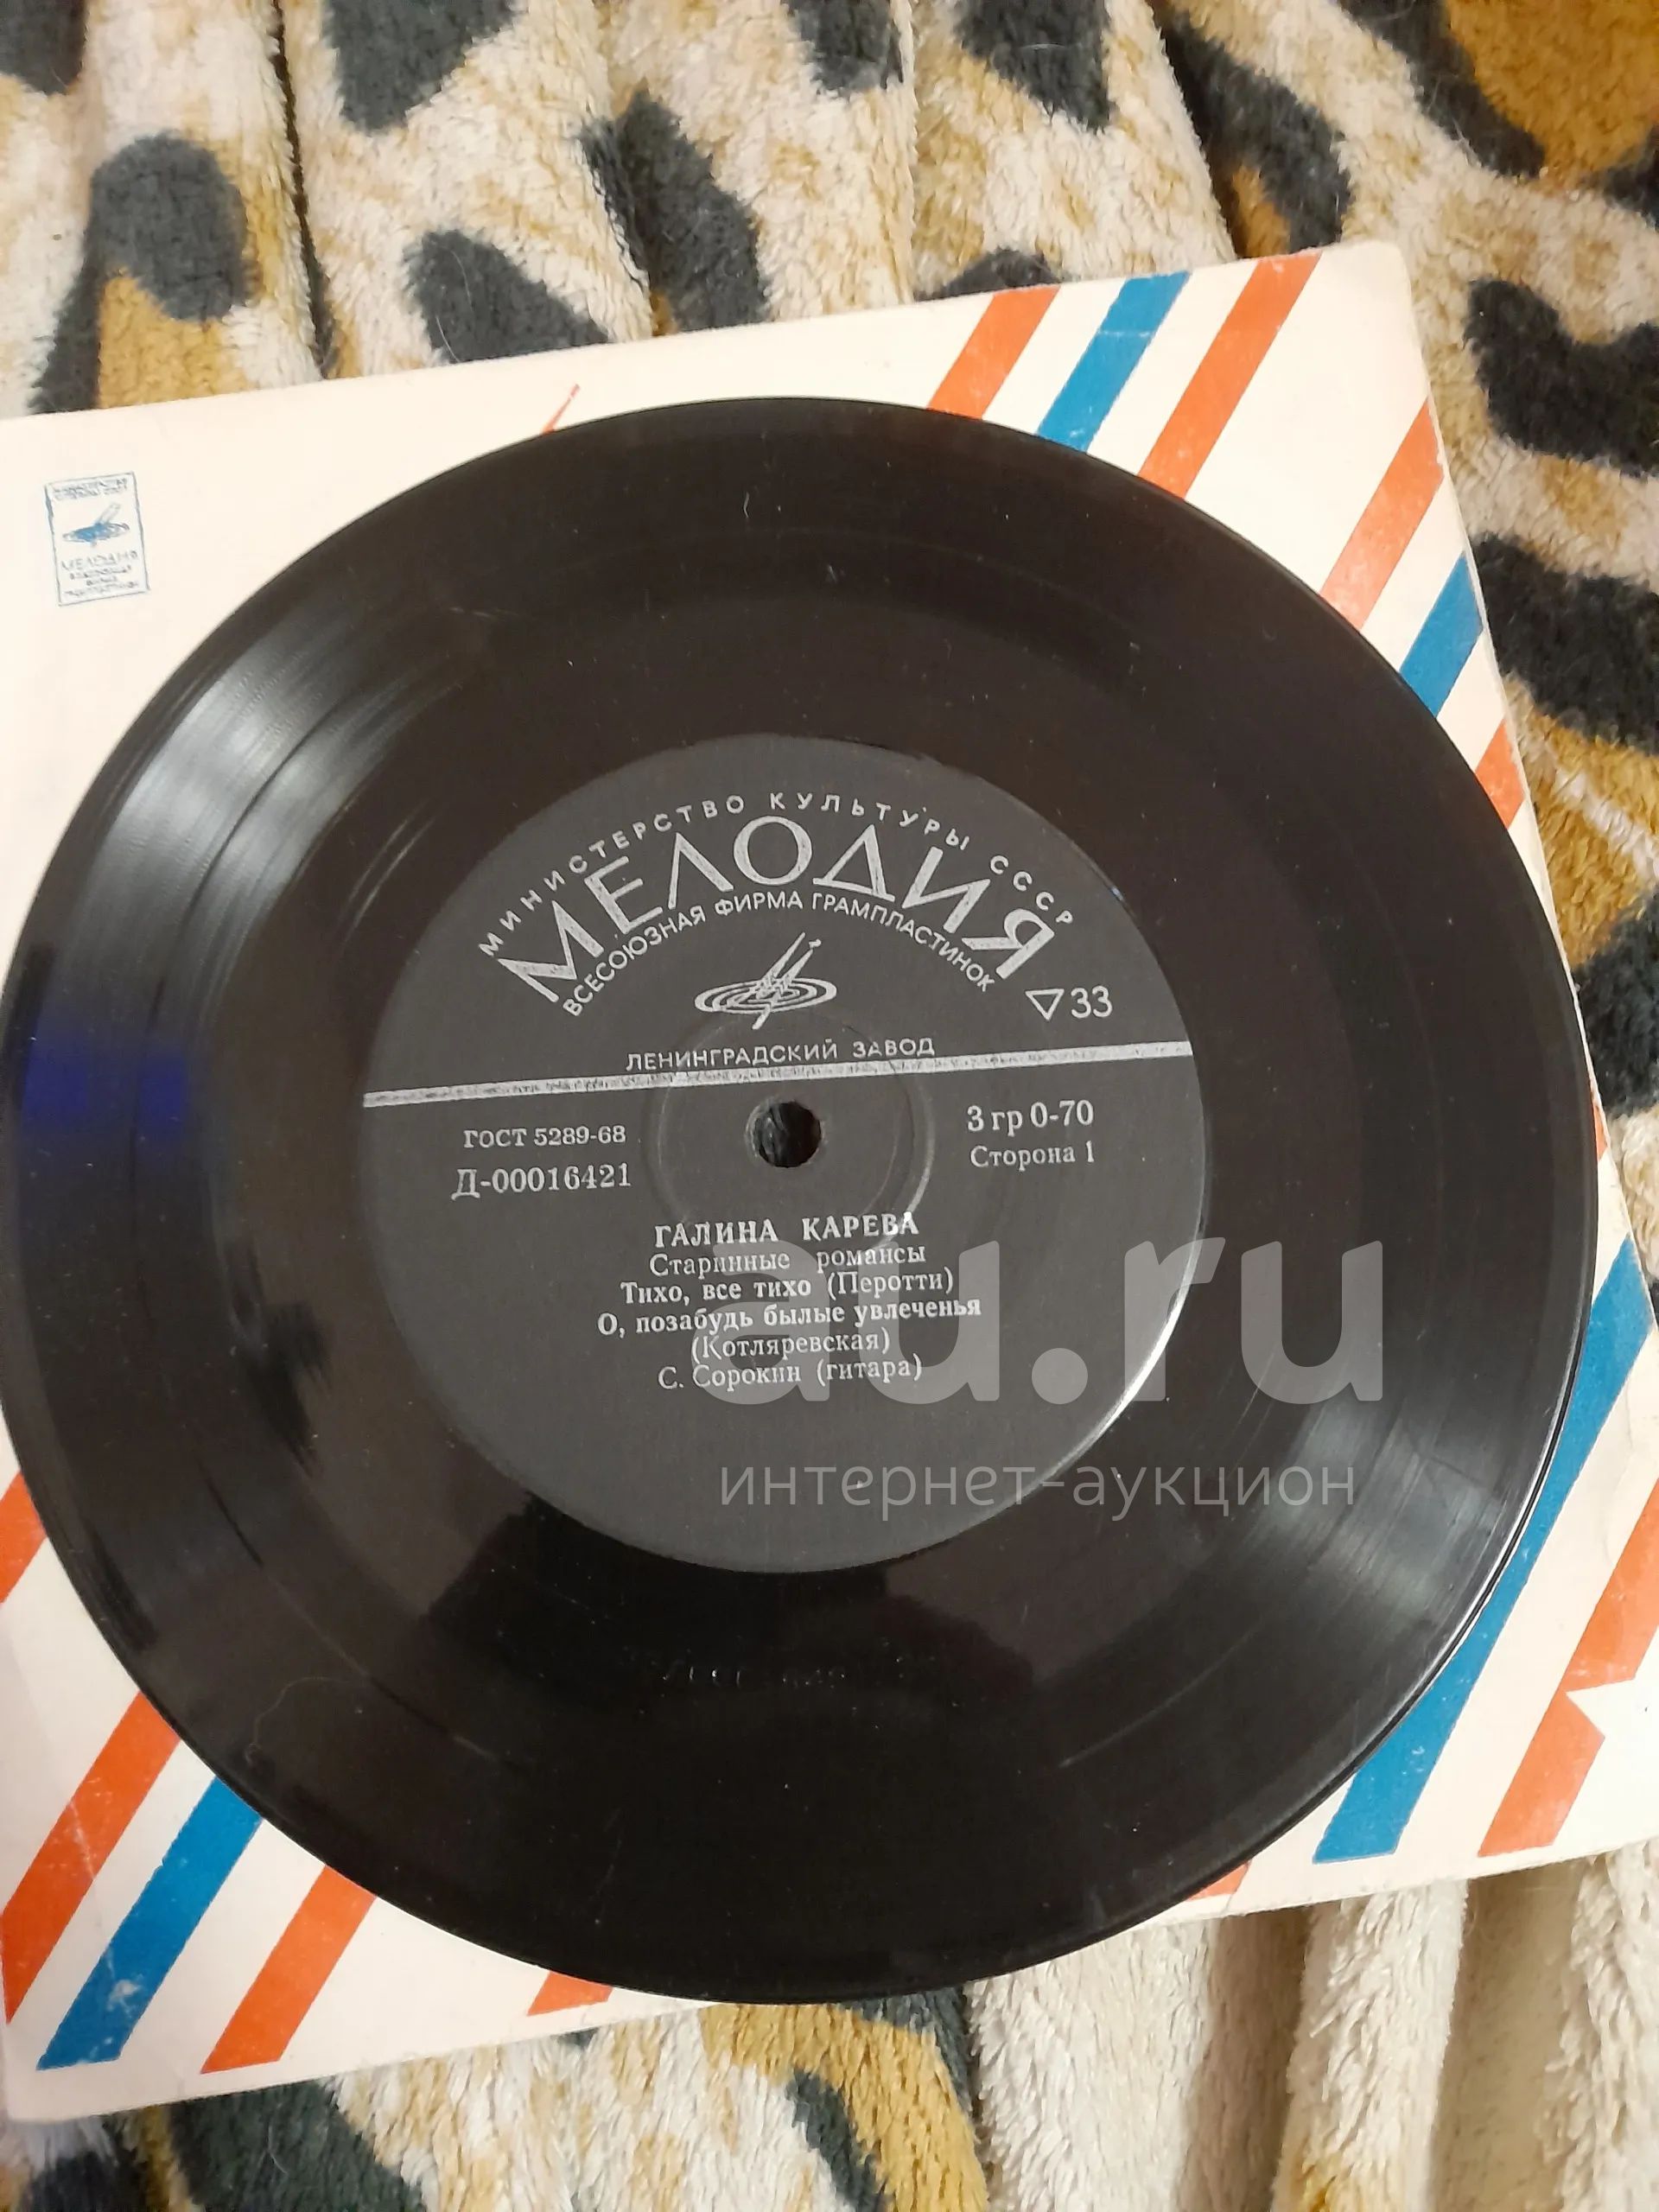 МЕЛОДИЯ
МИНИСТЕРСТВО КУЛЬТУРЫ СССР
МЕЛОДИЯ
ВСЕСОЮЗНАЯ ФИРМА ГРАМПЛАСТИНОК
33
ЛЕНИНГРАДСКИЙ ЗАВОД
ГОСТ 5289-68
Д-00016421
3 гр 0-70
Сторона 1
ГАЛИНА КАРЕВА
Старинные романсы
Тихо, все тихо (Перотти)
О, позабудь былые увлеченья
(Котляревская)
С. Сорокин (гитара)
au.ru
интернет-аукцион